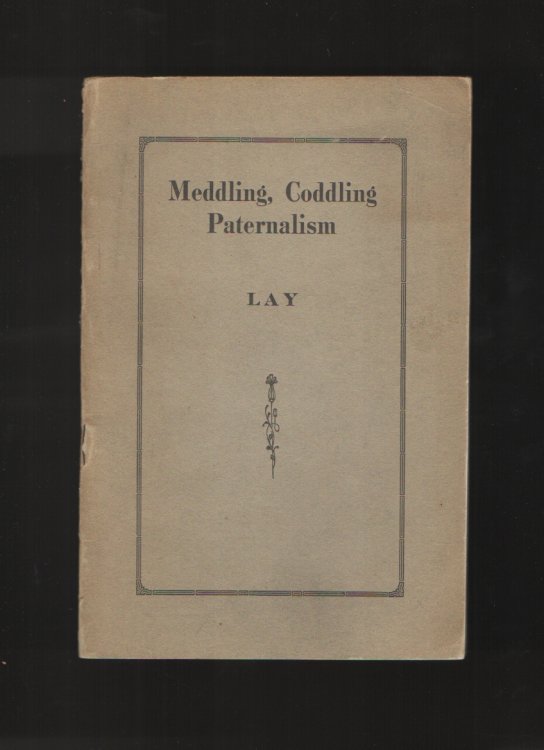 Meddling, Coddling
Paternalism
LAY